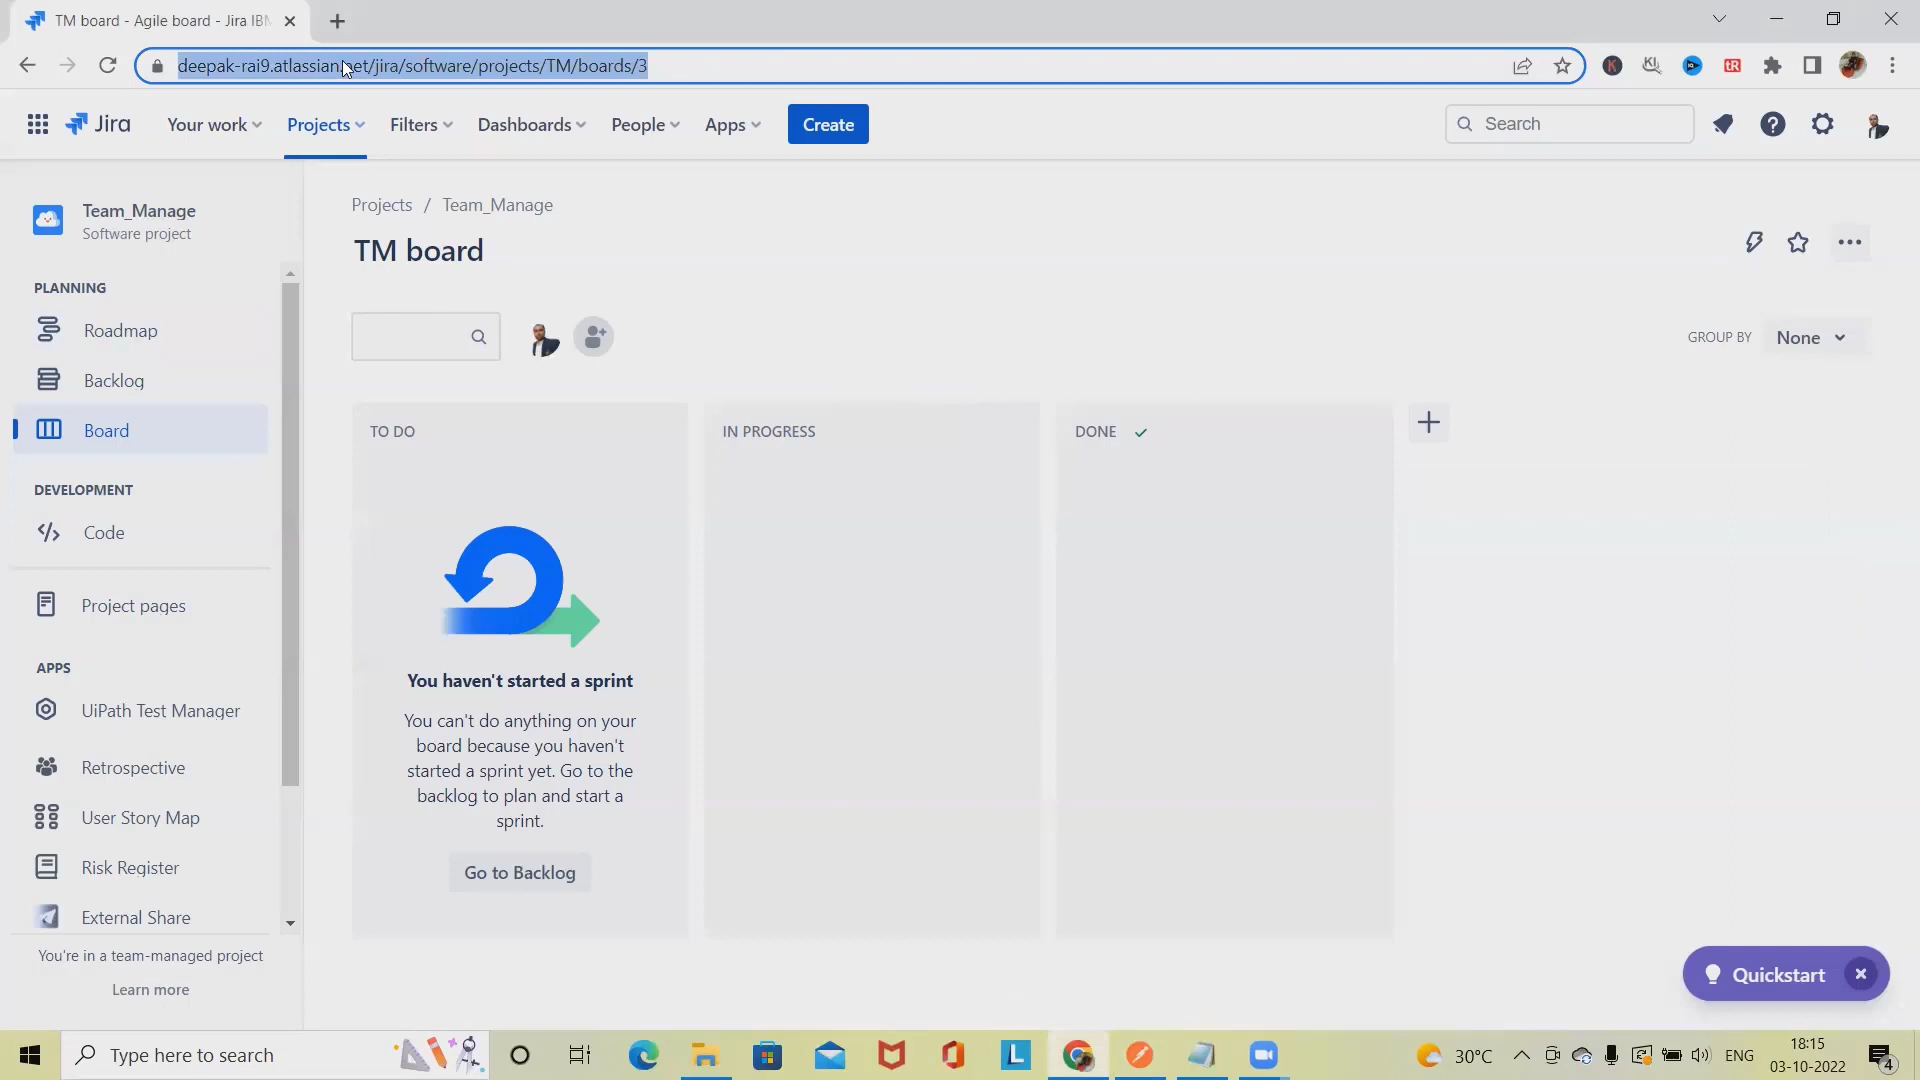 TM board - Agile board - Jira IBM
deepak-rai9.atlassian.net/jira/software/projects/TM/boards/3
Jira
Your work
Projects
Filters
Dashboards
People
Apps
Create
Search
Team_Manage
Software project
PLANNING
Roadmap
Backlog
Board
DEVELOPMENT
Code
Project pages
APPS
UiPath Test Manager
Retrospective
User Story Map
Risk Register
External Share
You're in a team-managed project
Learn more
Projects / Team_Manage
TM board
GROUP BY None
TO DO
IN PROGRESS
DONE
You haven't started a sprint
You can't do anything on your
board because you haven't
started a sprint yet. Go to the
backlog to plan and start a
sprint.
Go to Backlog
Quickstart
Type here to search
30°C
ENG
18:15
03-10-2022
4